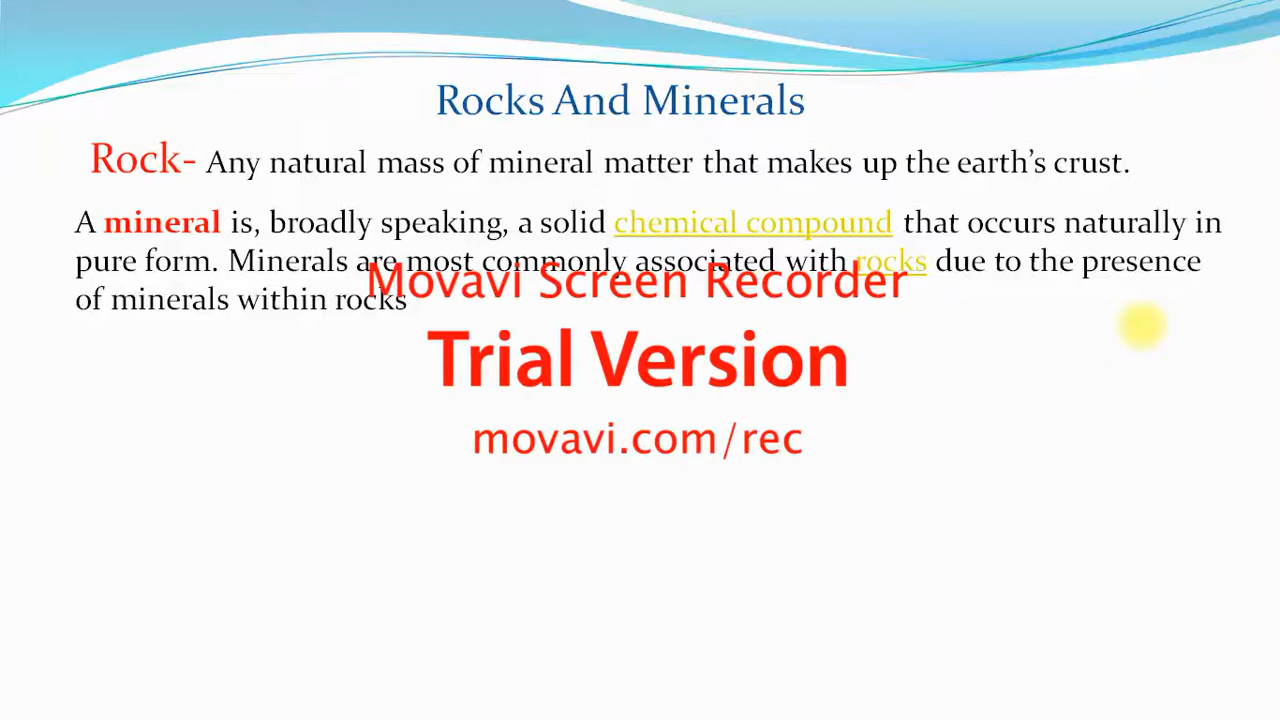 Rocks And Minerals
Rock- Any natural mass of mineral matter that makes up the earth’s crust.
A mineral is, broadly speaking, a solid chemical compound that occurs naturally in
pure form. Minerals are most commonly associated with rocks due to the presence
of minerals within rocks
Movavi Screen Recorder
Trial Version
movavi.com/rec